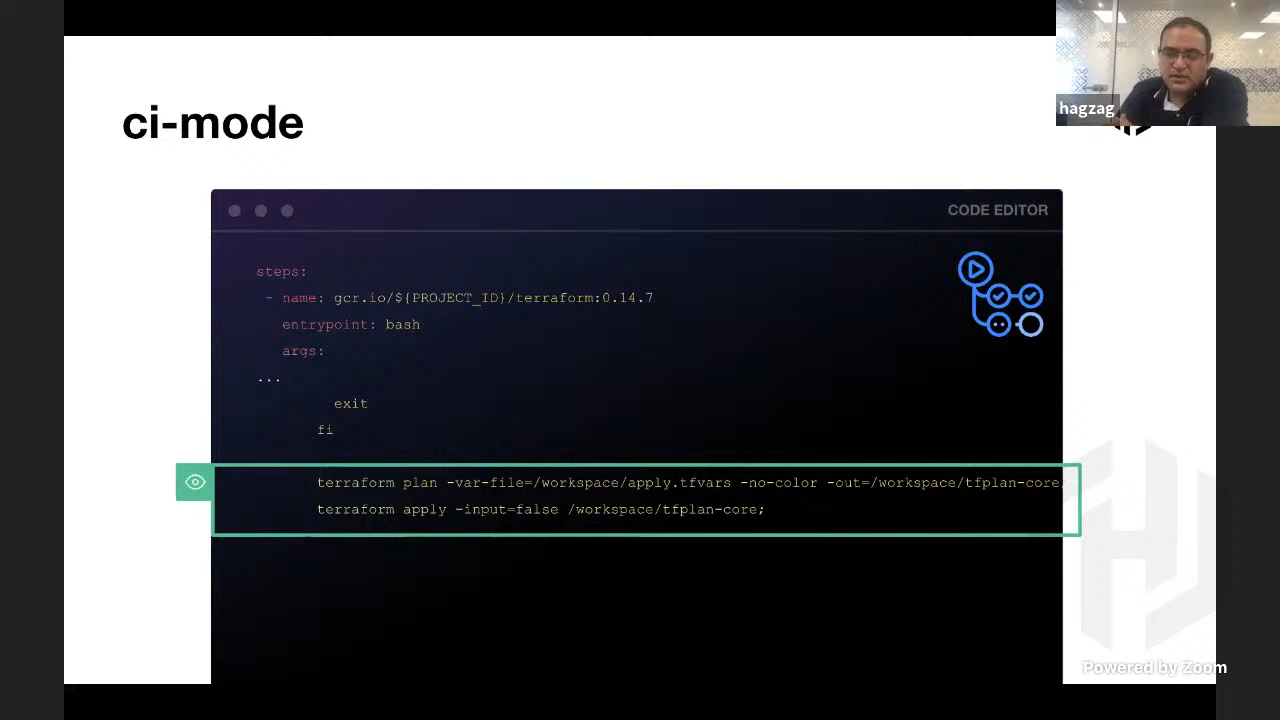 ci-mode
hagzag
CODE EDITOR
steps:
- name: gcr.io/${PROJECT_ID}/terraform:0.14.7
entrypoint: bash
args:
...
exit
fi
terraform plan -var-file=/workspace/apply.tfvars -no-color -out=/workspace/tfplan-core;
terraform apply -input=false /workspace/tfplan-core;
Powered by Zoom